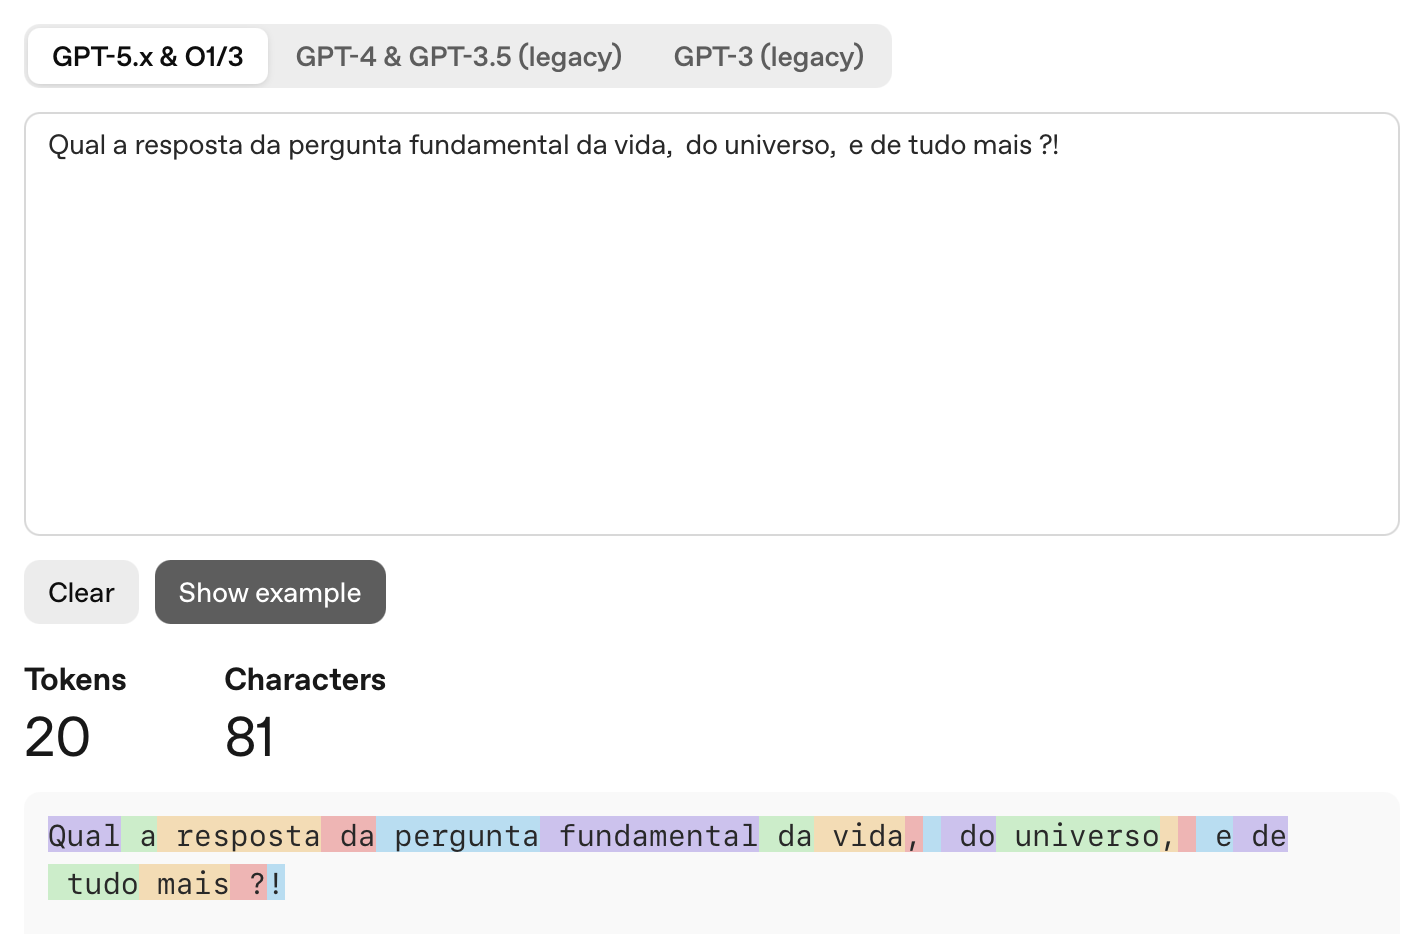 GPT-5.x & O1/3 GPT-4 & GPT-3.5 (legacy) GPT-3 (legacy)
Qual a resposta da pergunta fundamental da vida,  do universo,  e de tudo mais ?!
Clear Show example
Tokens Characters
20 81
Qual a resposta da pergunta fundamental da vida,  do universo,  e de
tudo mais ?!